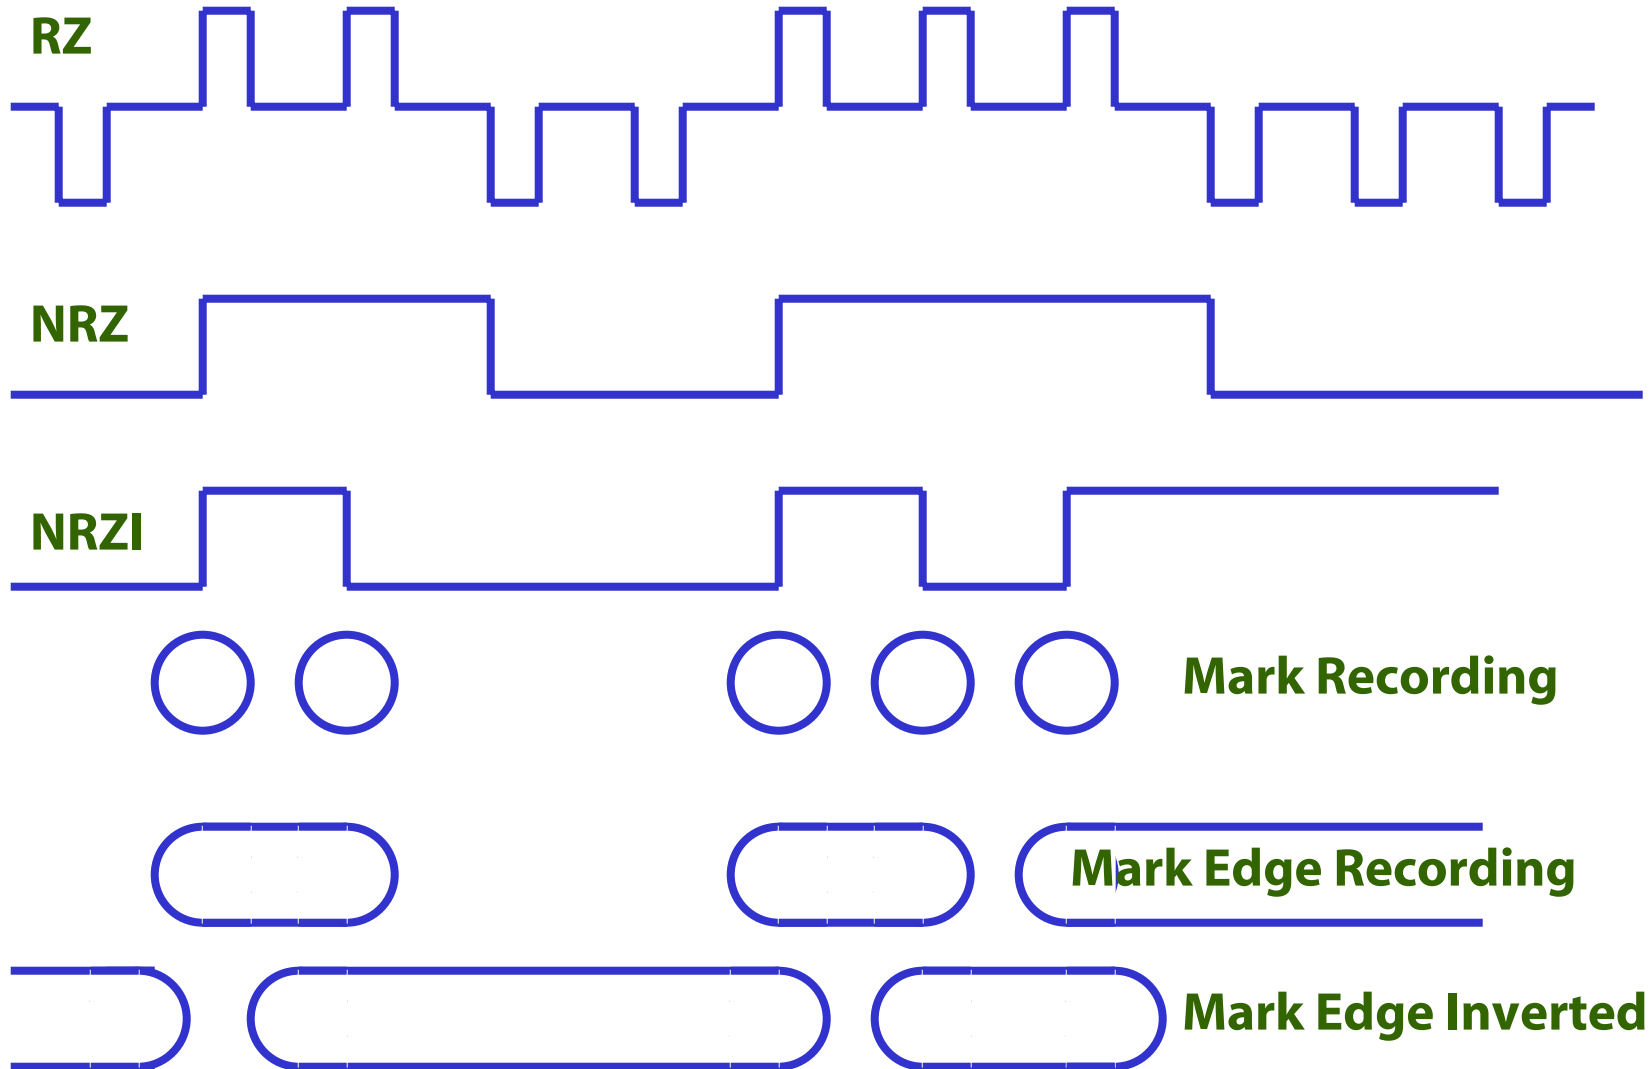 RZ
NRZ
NRZI
Mark Recording
Mark Edge Recording
Mark Edge Inverted